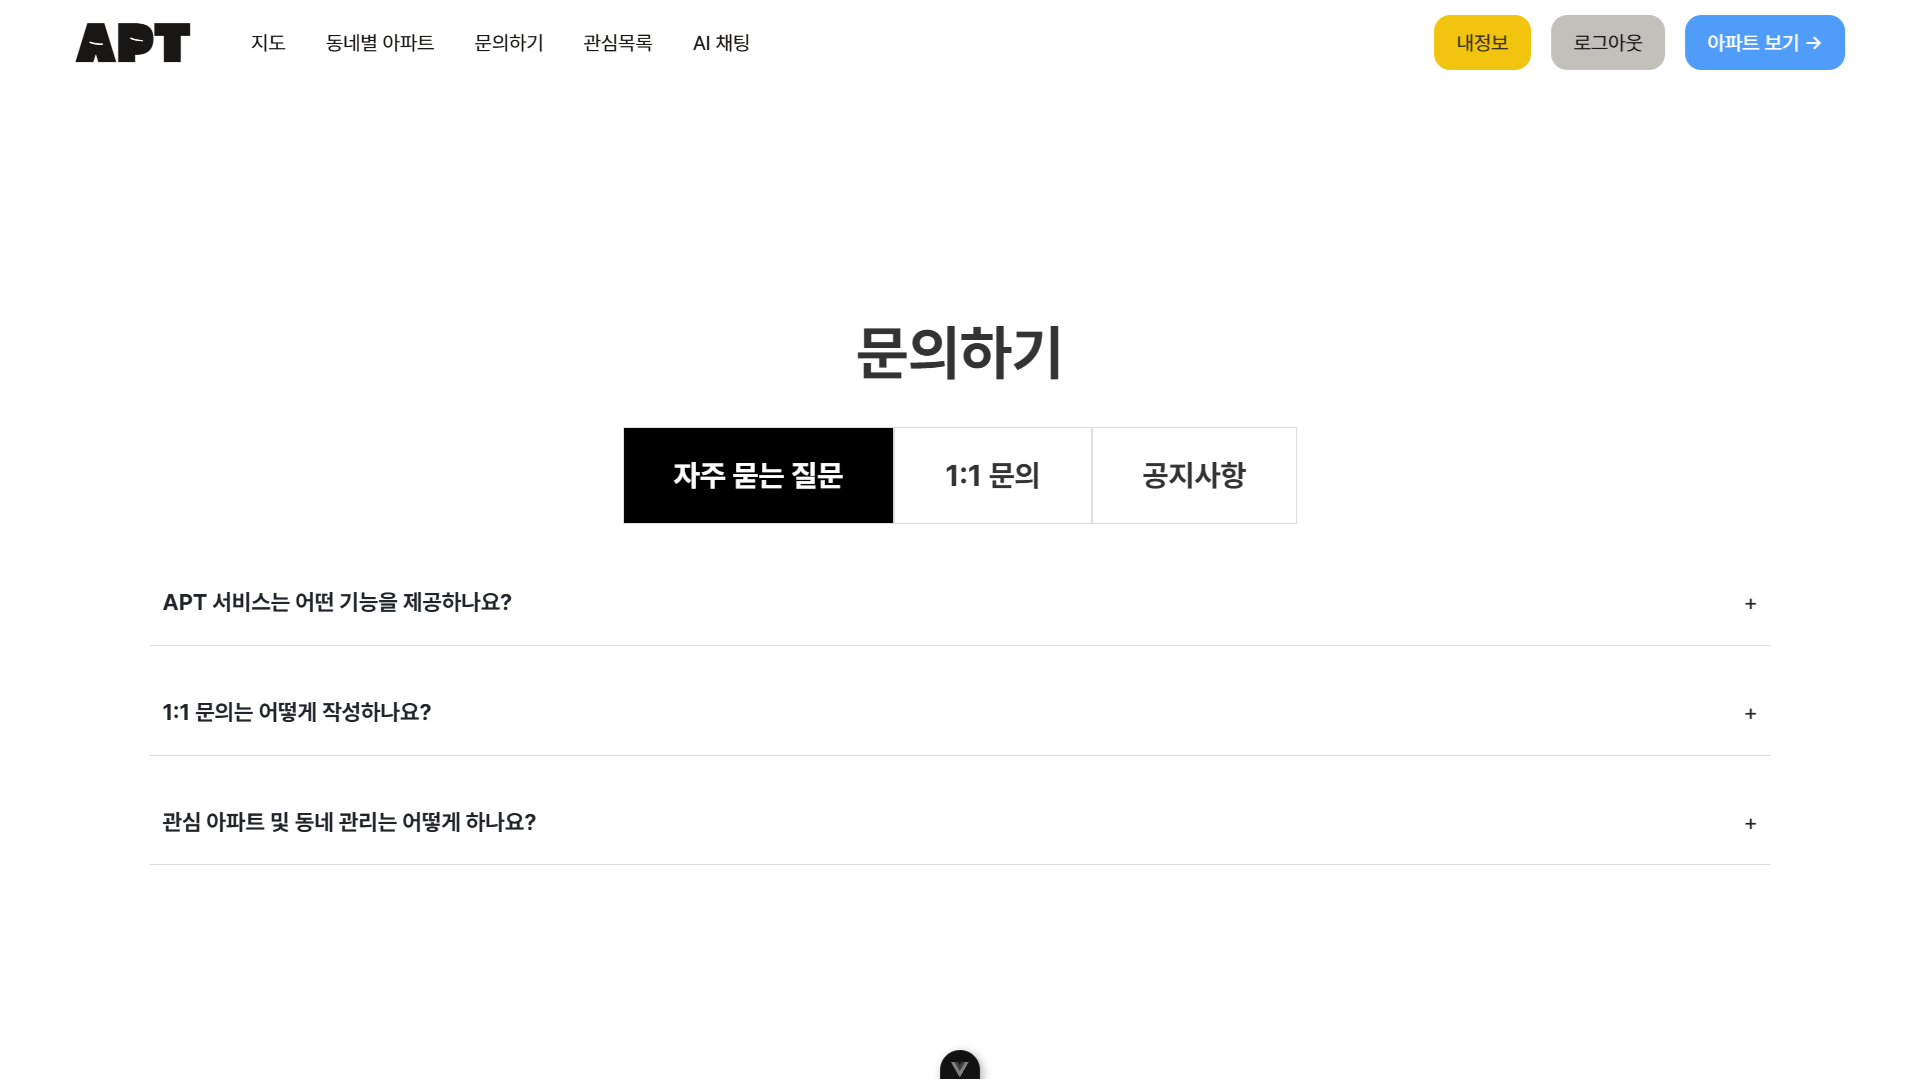 APT 지도 동네별 아파트 문의하기 관심목록 AI 채팅 내정보 로그아웃 아파트 보기 →
문의하기
자주 묻는 질문 1:1 문의 공지사항
APT 서비스는 어떤 기능을 제공하나요? +
1:1 문의는 어떻게 작성하나요? +
관심 아파트 및 동네 관리는 어떻게 하나요? +